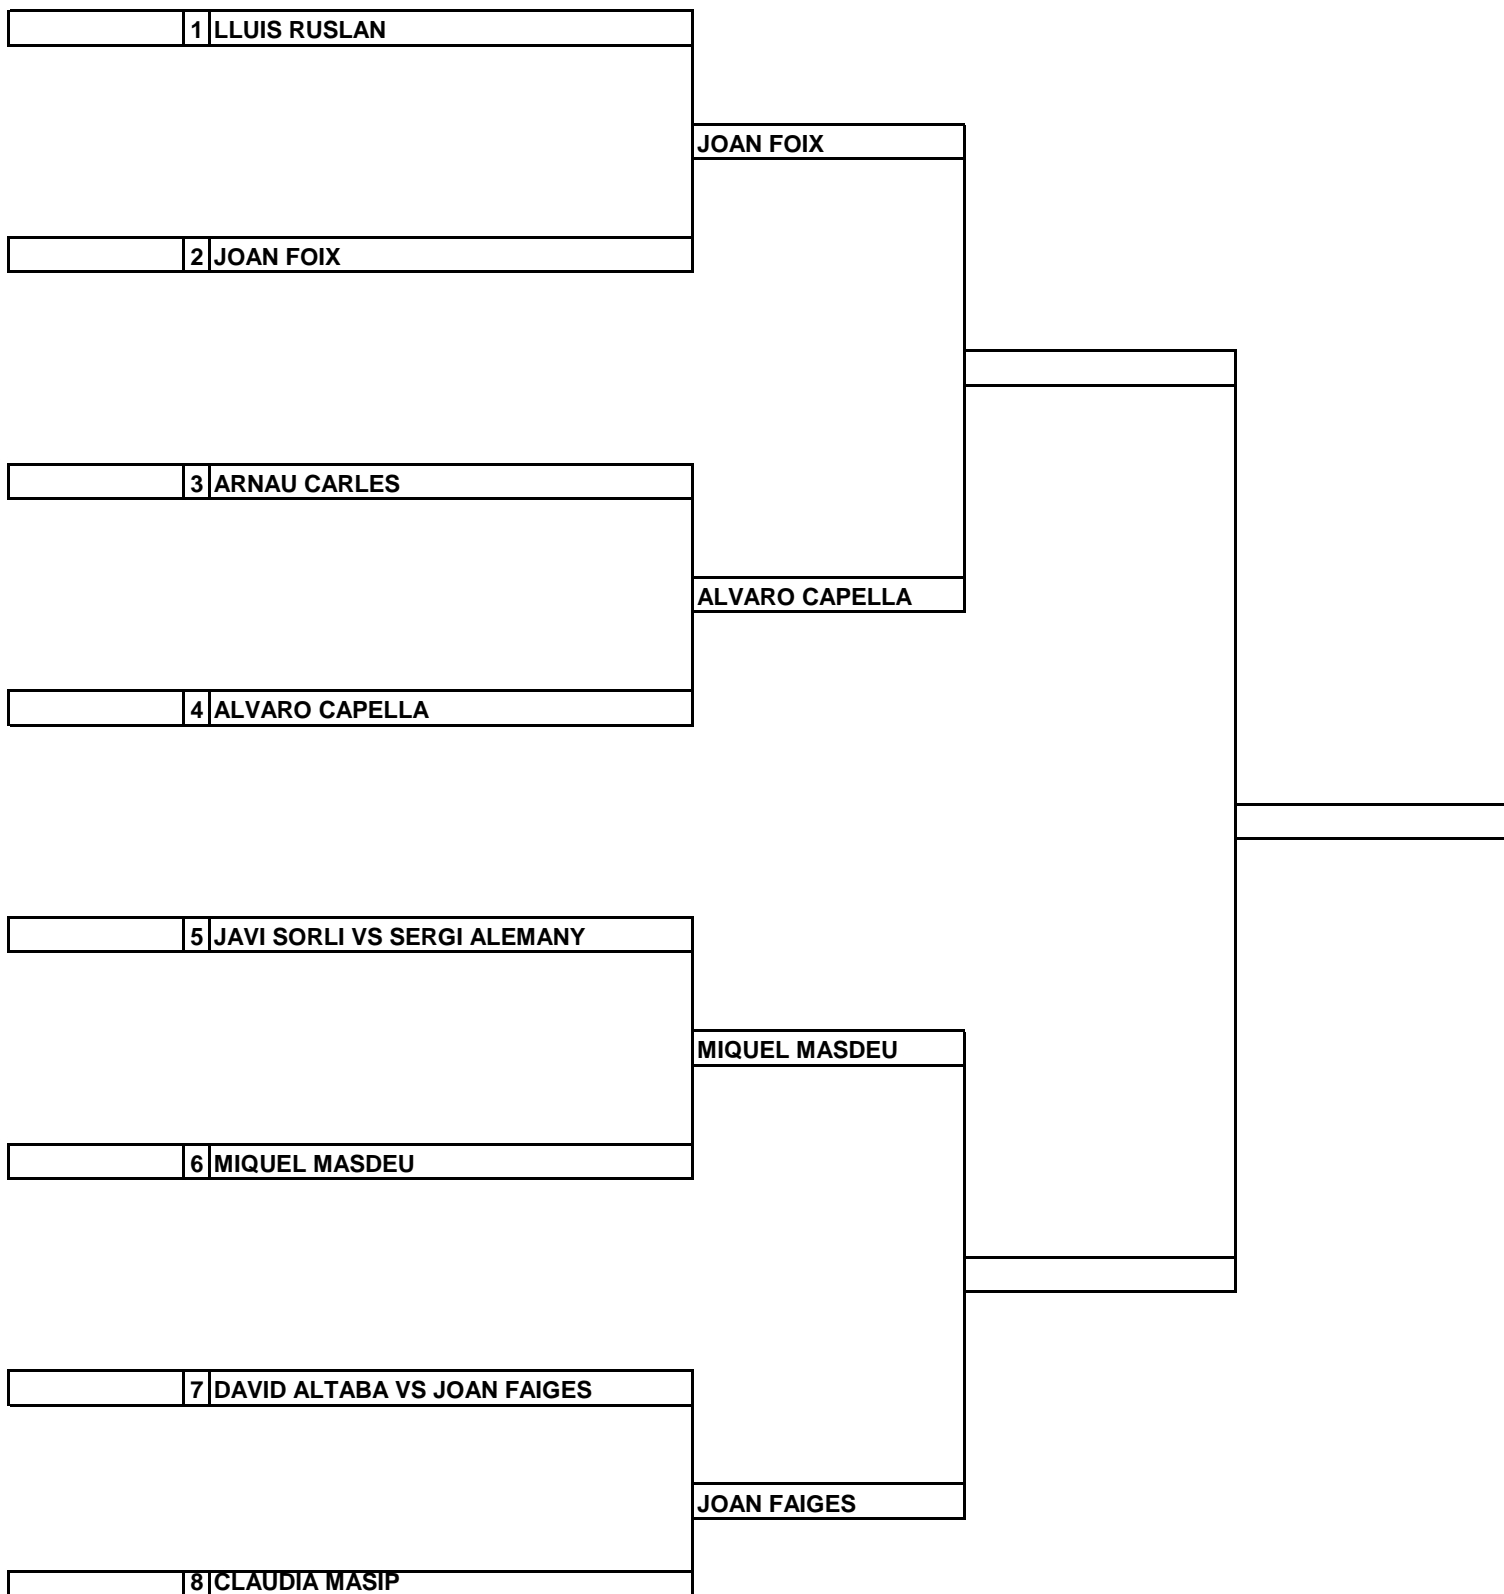 1 LLUIS RUSLAN
JOAN FOIX
2 JOAN FOIX
3 ARNAU CARLES
ALVARO CAPELLA
4 ALVARO CAPELLA
5 JAVI SORLI VS SERGI ALEMANY
MIQUEL MASDEU
6 MIQUEL MASDEU
7 DAVID ALTABA VS JOAN FAIGES
JOAN FAIGES
8 CLAUDIA MASIP